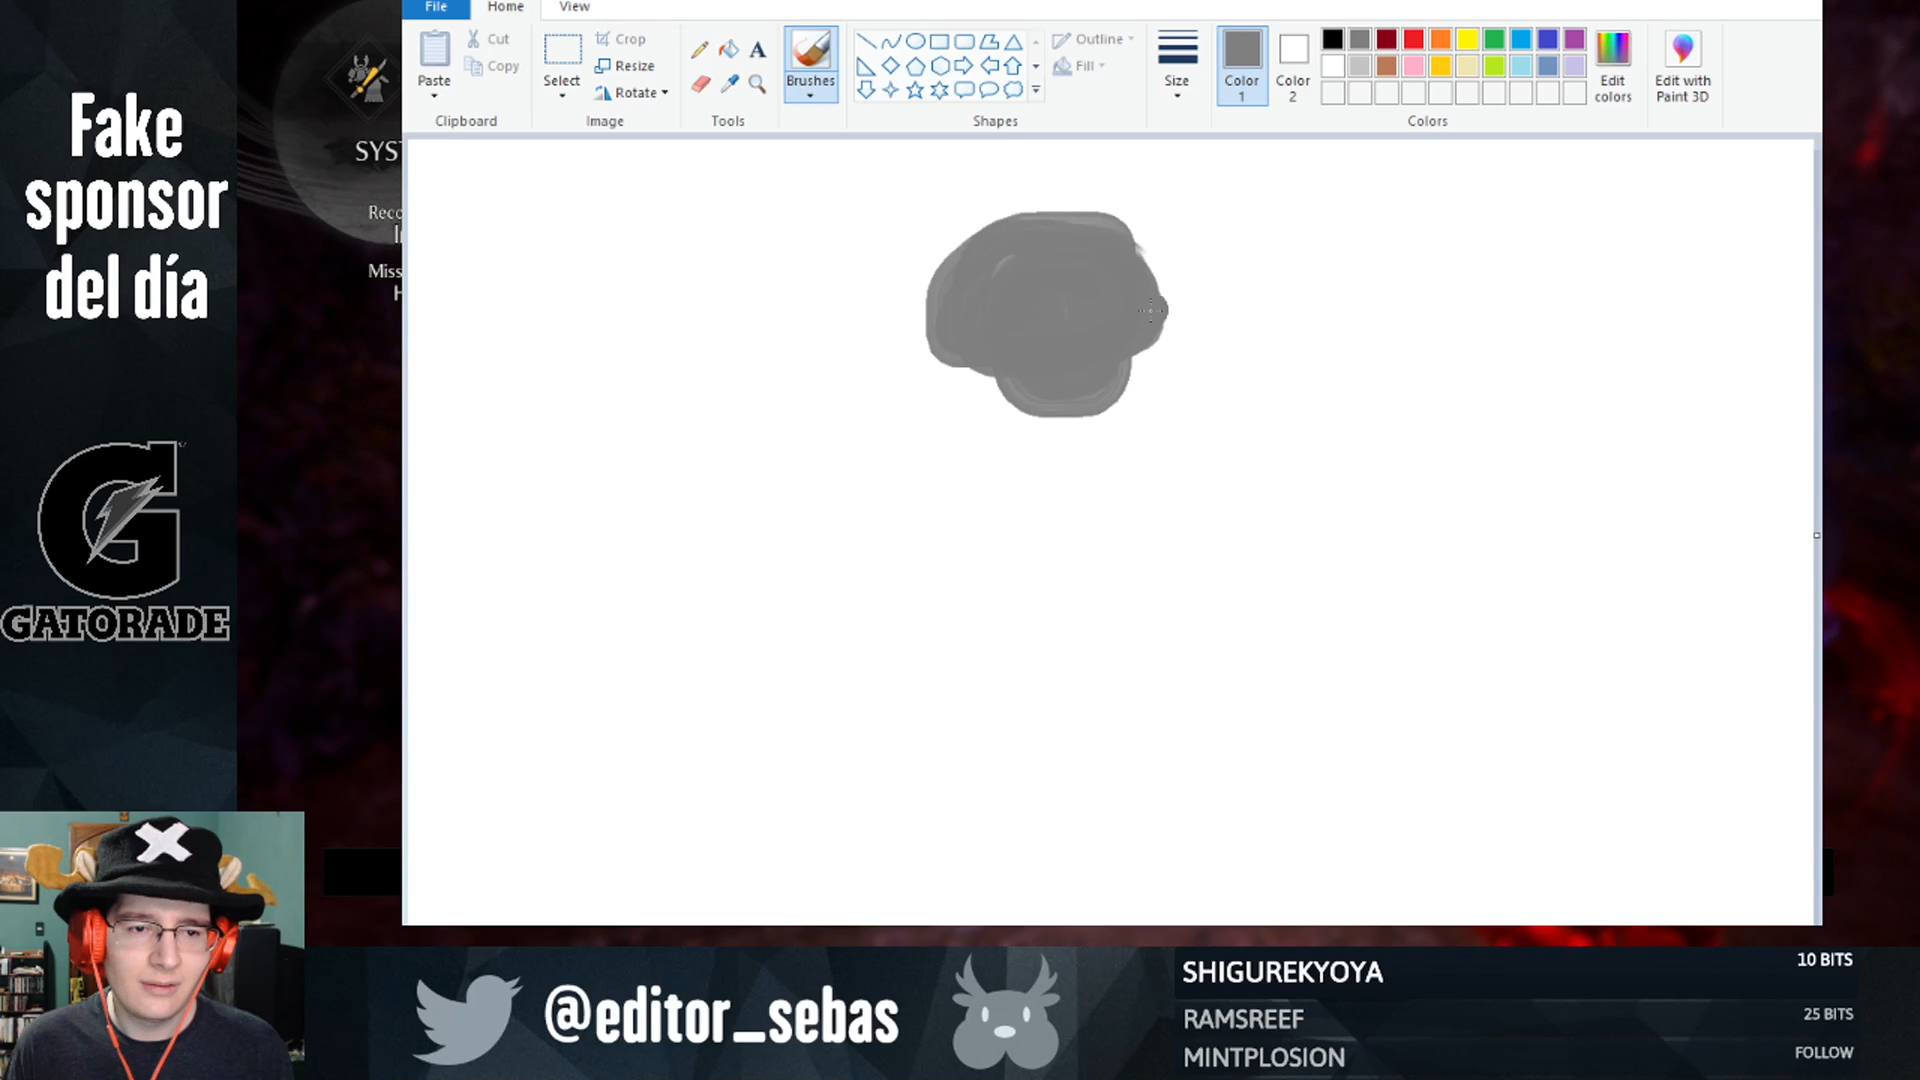 File Home View
Paste
Cut
Copy
Clipboard
Select
Crop
Resize
Rotate
Image
Tools
Brushes
Shapes
Outline
Fill
Size
Color
1
Color
2
Edit
colors
Colors
Edit with
Paint 3D
Fake
sponsor
del día
GATORADE
SYST
Reco
Miss
@editor_sebas
SHIGUREKYOYA 10 BITS
RAMSREEF 25 BITS
MINTPLOSION FOLLOW